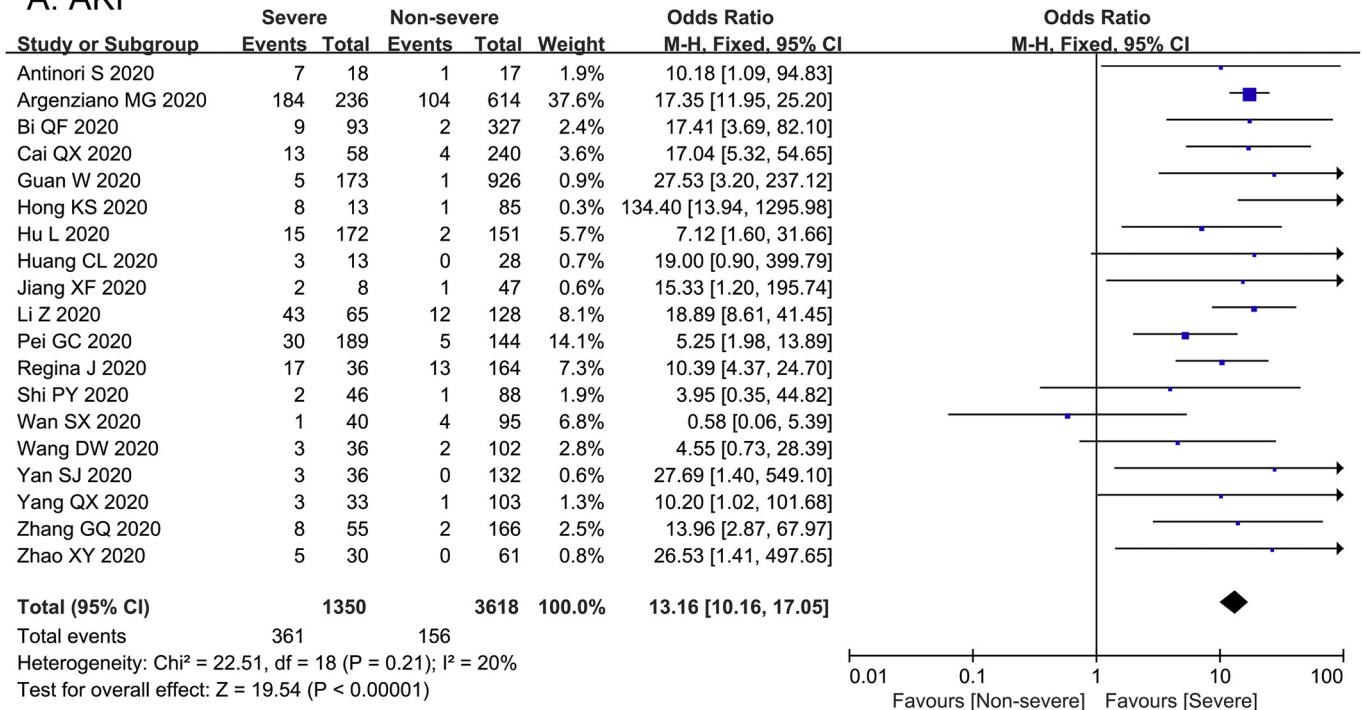 A. AKI
Severe Non-severe Odds Ratio Odds Ratio
Study or Subgroup Events Total Events Total Weight M-H, Fixed, 95% CI M-H, Fixed, 95% CI
Antinori S 2020 7 18 1 17 1.9% 10.18 [1.09, 94.83]
Argenziano MG 2020 184 236 104 614 37.6% 17.35 [11.95, 25.20]
Bi QF 2020 9 93 2 327 2.4% 17.41 [3.69, 82.10]
Cai QX 2020 13 58 4 240 3.6% 17.04 [5.32, 54.65]
Guan W 2020 5 173 1 926 0.9% 27.53 [3.20, 237.12]
Hong KS 2020 8 13 1 85 0.3% 134.40 [13.94, 1295.98]
Hu L 2020 15 172 2 151 5.7% 7.12 [1.60, 31.66]
Huang CL 2020 3 13 0 28 0.7% 19.00 [0.90, 399.79]
Jiang XF 2020 2 8 1 47 0.6% 15.33 [1.20, 195.74]
Li Z 2020 43 65 12 128 8.1% 18.89 [8.61, 41.45]
Pei GC 2020 30 189 5 144 14.1% 5.25 [1.98, 13.89]
Regina J 2020 17 36 13 164 7.3% 10.39 [4.37, 24.70]
Shi PY 2020 2 46 1 88 1.9% 3.95 [0.35, 44.82]
Wan SX 2020 1 40 4 95 6.8% 0.58 [0.06, 5.39]
Wang DW 2020 3 36 2 102 2.8% 4.55 [0.73, 28.39]
Yan SJ 2020 3 36 0 132 0.6% 27.69 [1.40, 549.10]
Yang QX 2020 3 33 1 103 1.3% 10.20 [1.02, 101.68]
Zhang GQ 2020 8 55 2 166 2.5% 13.96 [2.87, 67.97]
Zhao XY 2020 5 30 0 61 0.8% 26.53 [1.41, 497.65]
Total (95% CI) 1350 3618 100.0% 13.16 [10.16, 17.05]
Total events 361 156
Heterogeneity: Chi² = 22.51, df = 18 (P = 0.21); I² = 20%
Test for overall effect: Z = 19.54 (P < 0.00001)
0.01 0.1 1 10 100
Favours [Non-severe] Favours [Severe]